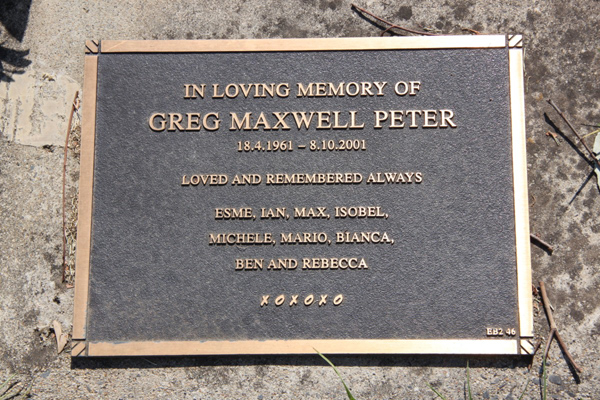 IN LOVING MEMORY OF
GREG MAXWELL PETER
18.4.1961 – 8.10.2001
LOVED AND REMEMBERED ALWAYS
ESME, IAN, MAX, ISOBEL,
MICHELE, MARIO, BIANCA,
BEN AND REBECCA
XOXOXO
EB2 46